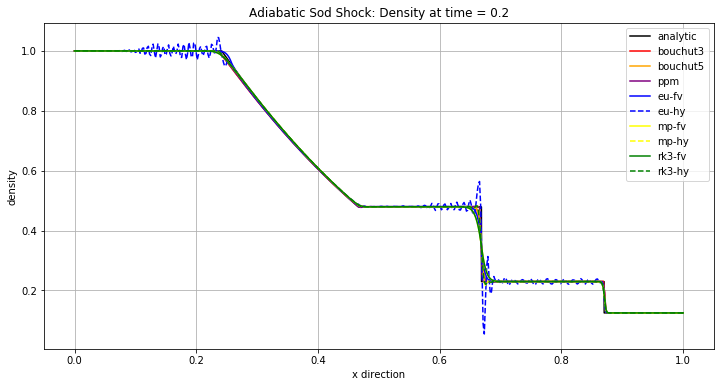 Adiabatic Sod Shock: Density at time = 0.2
analytic
bouchut3
bouchut5
ppm
eu-fv
eu-hy
mp-fv
mp-hy
rk3-fv
rk3-hy
density
1.0
0.8
0.6
0.4
0.2
0.0
0.2
0.4
0.6
0.8
1.0
x direction